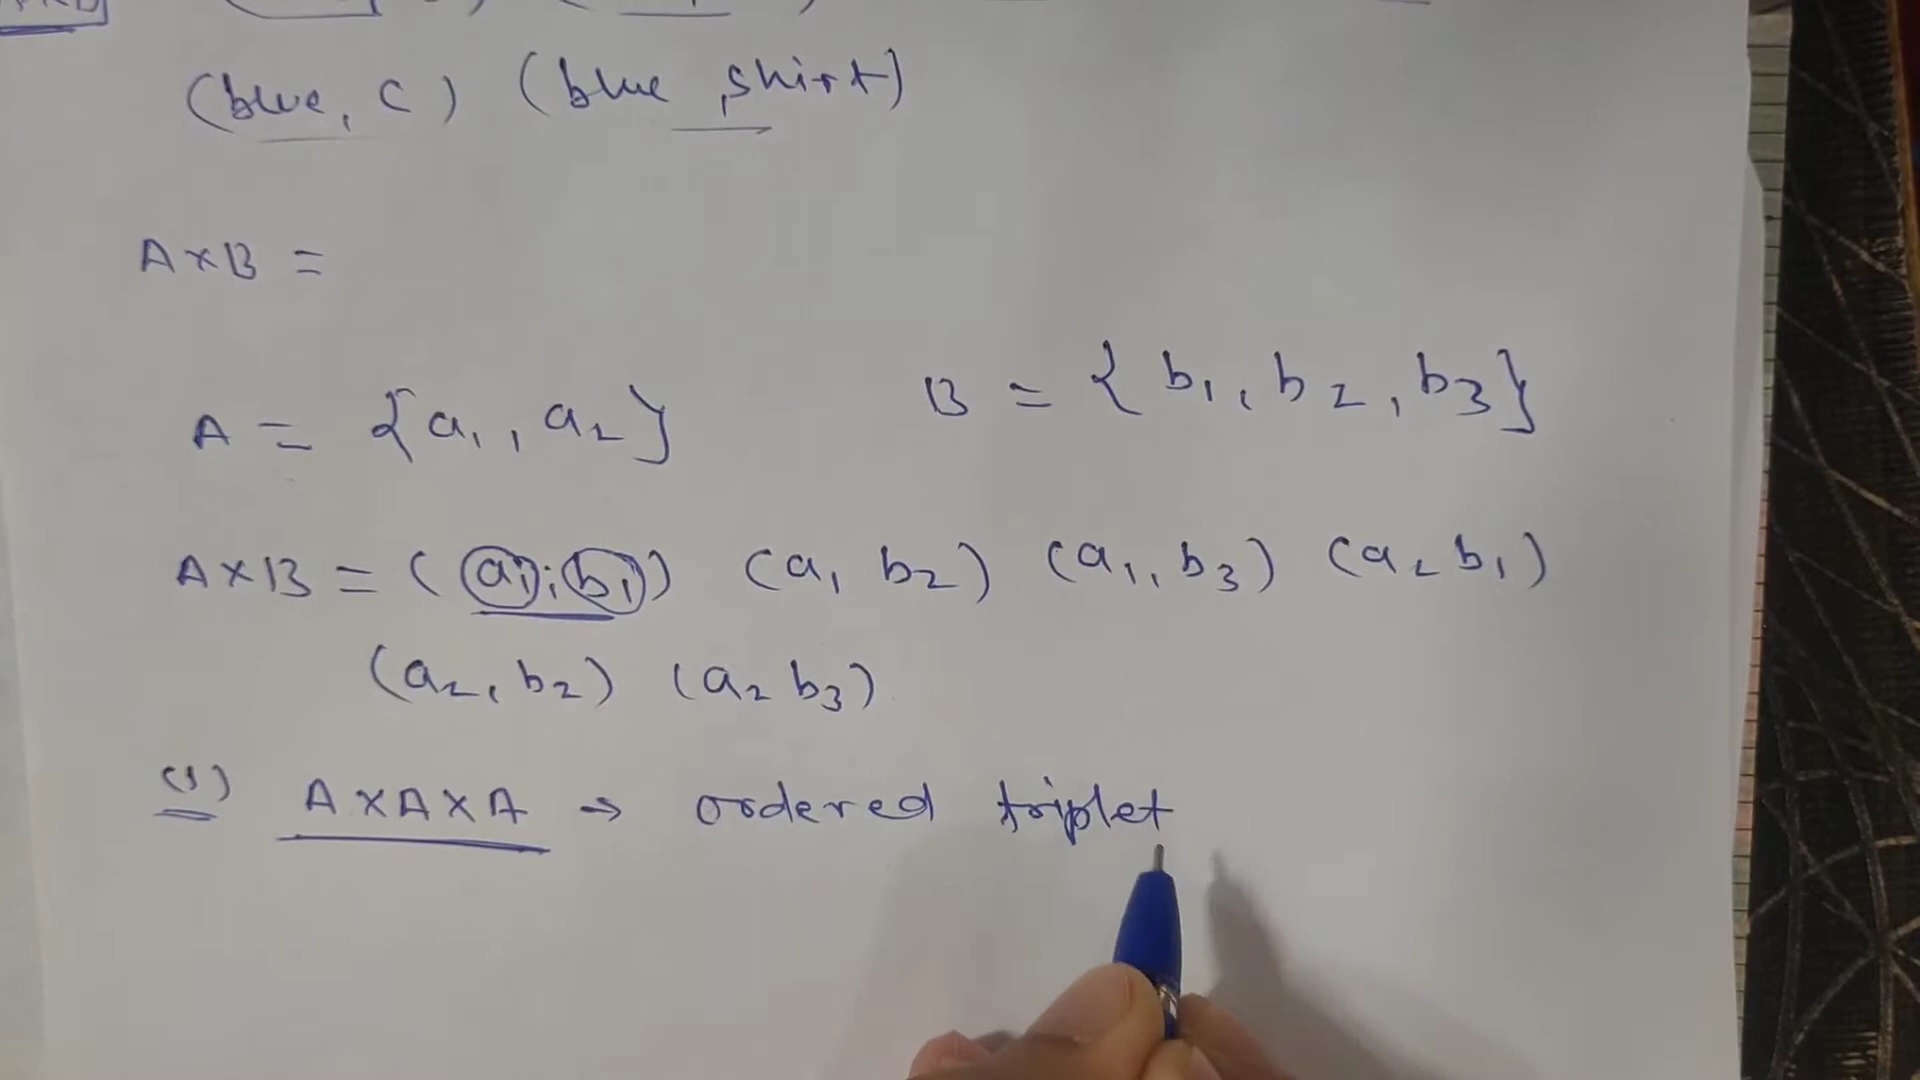 (blue, c) (blue, shirt)
A×B =
A = {a1, a2} B = {b1, b2, b3}
A×B = (a1, b1) (a1 b2) (a1, b3) (a2 b1)
(a2, b2) (a2 b3)
(1) A×A×A → ordered triplet